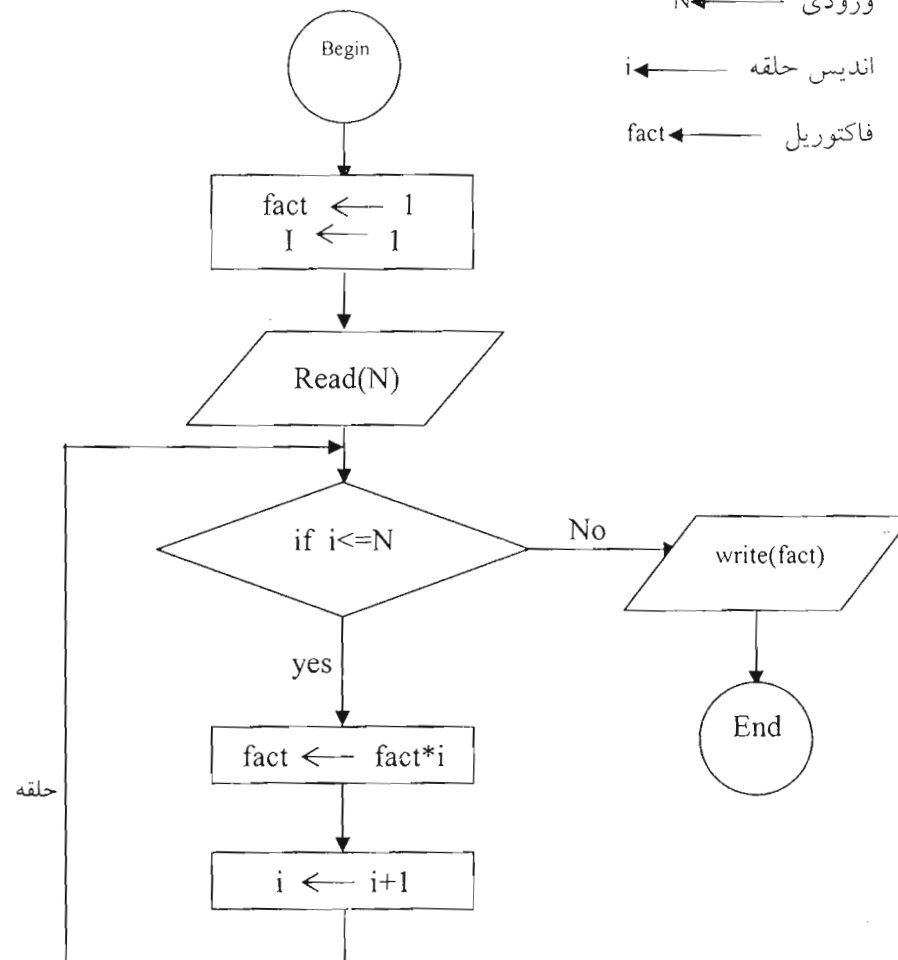 ورودی N
اندیس حلقه i
فاکتوریل fact
Begin
fact ← 1
I ← 1
Read(N)
if i<=N
No
write(fact)
End
yes
fact ← fact*i
i ← i+1
حلقه